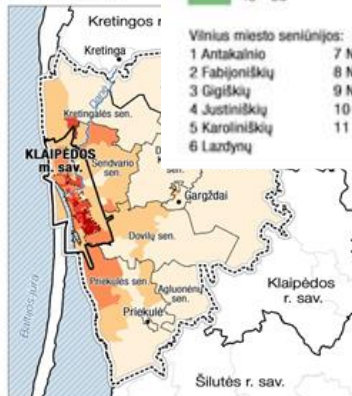 Kretingos r
Kretinga
Danė
Kretingalės sen.
KLAIPĖDOS
m. sav.
Sendvario
sen.
sen.
Gargždai
Dovilų sen.
Priekulės sen.
Agluonėnų
sen.
Priekulė
Baltijos jūra
Klaipėdos
r. sav.
Šilutės r. sav.
Vilnius miesto seniūnijos:
1 Antakalnio
7 N
2 Fabijoniškių
8 N
3 Gigiškių
9 N
4 Justiniškių
10
5 Karoliniškių
11
6 Lazdynų